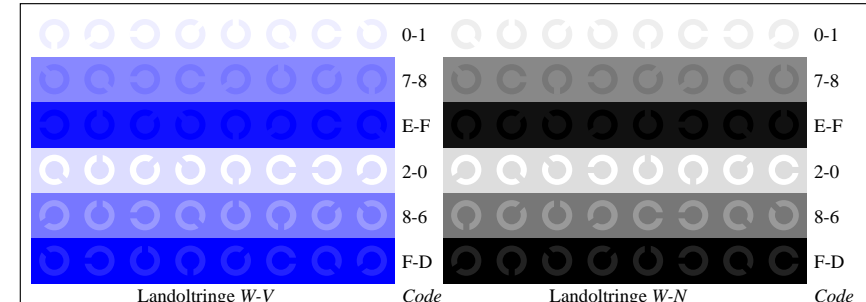 0-1 0-1
7-8 7-8
E-F E-F
2-0 2-0
8-6 8-6
F-D F-D
Landoltringe W-V Code Landoltringe W-N Code